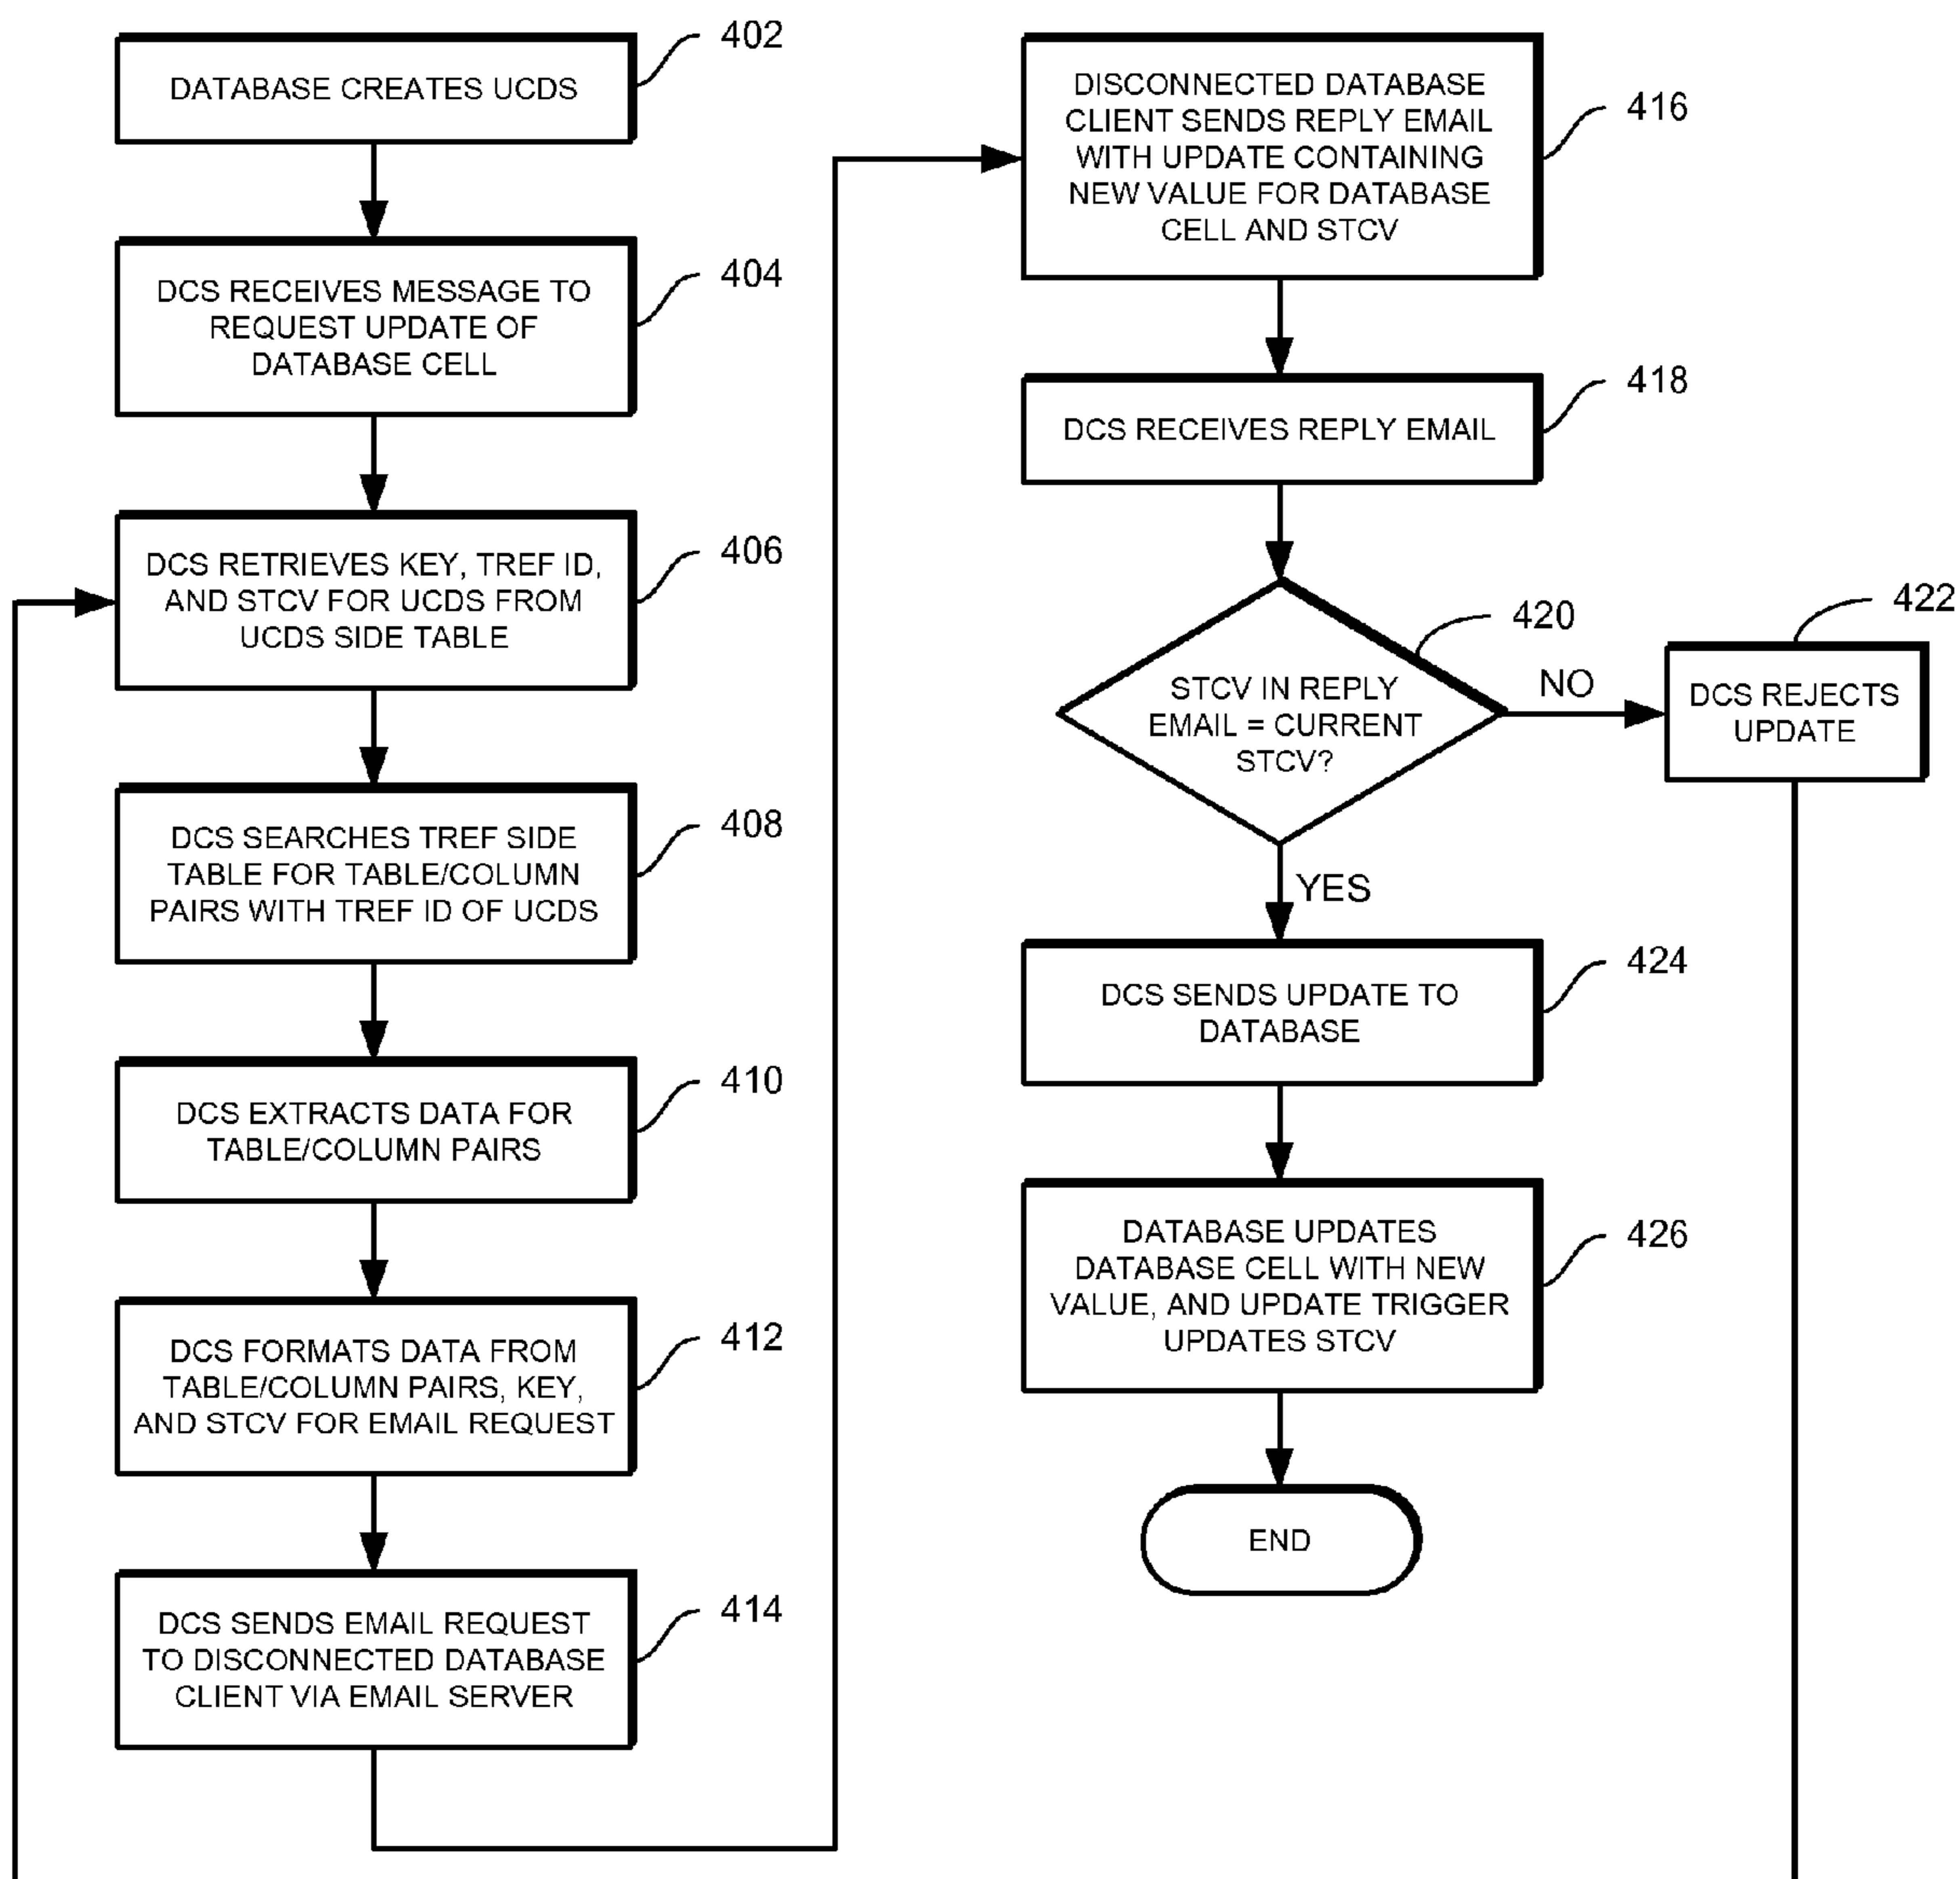 402
DATABASE CREATES UCDS
404
DCS RECEIVES MESSAGE TO
REQUEST UPDATE OF
DATABASE CELL
406
DCS RETRIEVES KEY, TREF ID,
AND STCV FOR UCDS FROM
UCDS SIDE TABLE
408
DCS SEARCHES TREF SIDE
TABLE FOR TABLE/COLUMN
PAIRS WITH TREF ID OF UCDS
410
DCS EXTRACTS DATA FOR
TABLE/COLUMN PAIRS
412
DCS FORMATS DATA FROM
TABLE/COLUMN PAIRS, KEY,
AND STCV FOR EMAIL REQUEST
414
DCS SENDS EMAIL REQUEST
TO DISCONNECTED DATABASE
CLIENT VIA EMAIL SERVER
416
DISCONNECTED DATABASE
CLIENT SENDS REPLY EMAIL
WITH UPDATE CONTAINING
NEW VALUE FOR DATABASE
CELL AND STCV
418
DCS RECEIVES REPLY EMAIL
420
STCV IN REPLY
EMAIL = CURRENT
STCV?
NO
422
DCS REJECTS
UPDATE
YES
424
DCS SENDS UPDATE TO
DATABASE
426
DATABASE UPDATES
DATABASE CELL WITH NEW
VALUE, AND UPDATE TRIGGER
UPDATES STCV
END